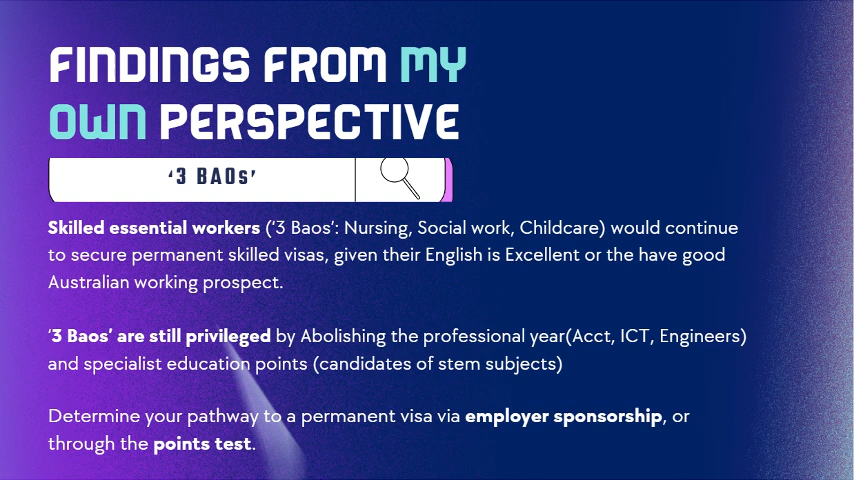 FINDINGS FROM MY
OWN PERSPECTIVE
‘3 BAOs’
Skilled essential workers (‘3 Baos’: Nursing, Social work, Childcare) would continue
to secure permanent skilled visas, given their English is Excellent or the have good
Australian working prospect.
‘3 Baos’ are still privileged by Abolishing the professional year(Acct, ICT, Engineers)
and specialist education points (candidates of stem subjects)
Determine your pathway to a permanent visa via employer sponsorship, or
through the points test.